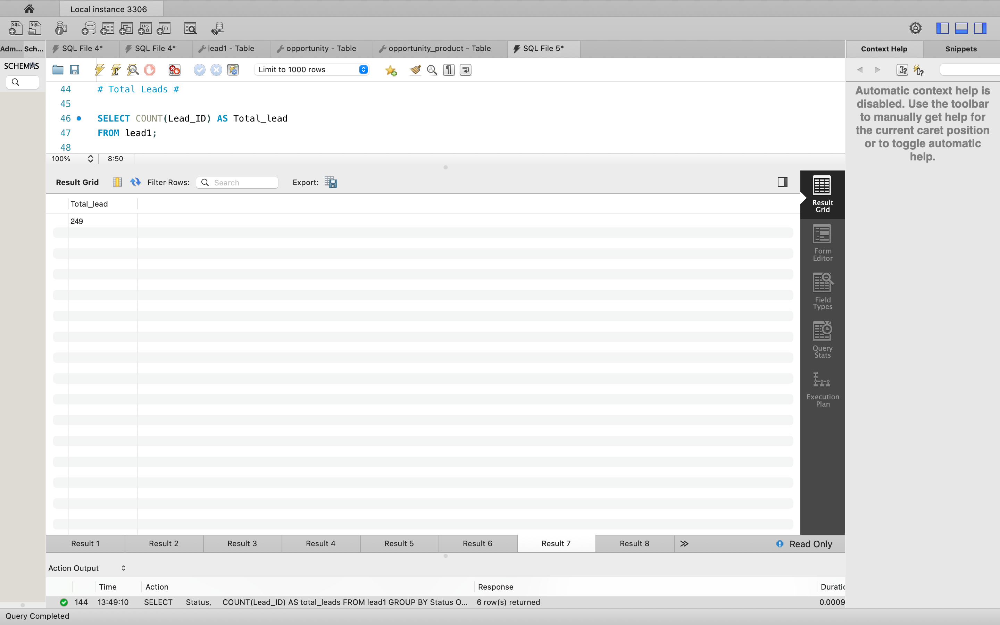 Local instance 3306
SQL SQL
Adm... Sch... SQL File 4* SQL File 4* lead1 - Table opportunity - Table opportunity_product - Table SQL File 5* Context Help Snippets
SCHEMAS
Limit to 1000 rows
44 # Total Leads #
45
46 SELECT COUNT(Lead_ID) AS Total_lead
47 FROM lead1;
48
100% 8:50
Automatic context help is
disabled. Use the toolbar
to manually get help for
the current caret position
or to toggle automatic
help.
Result Grid Filter Rows: Search Export:
Total_lead
249
Result
Grid
Form
Editor
Field
Types
Query
Stats
Execution
Plan
Result 1 Result 2 Result 3 Result 4 Result 5 Result 6 Result 7 Result 8 Read Only
Action Output
Time Action Response Duratio
144 13:49:10 SELECT Status, COUNT(Lead_ID) AS total_leads FROM lead1 GROUP BY Status O... 6 row(s) returned 0.0009
Query Completed